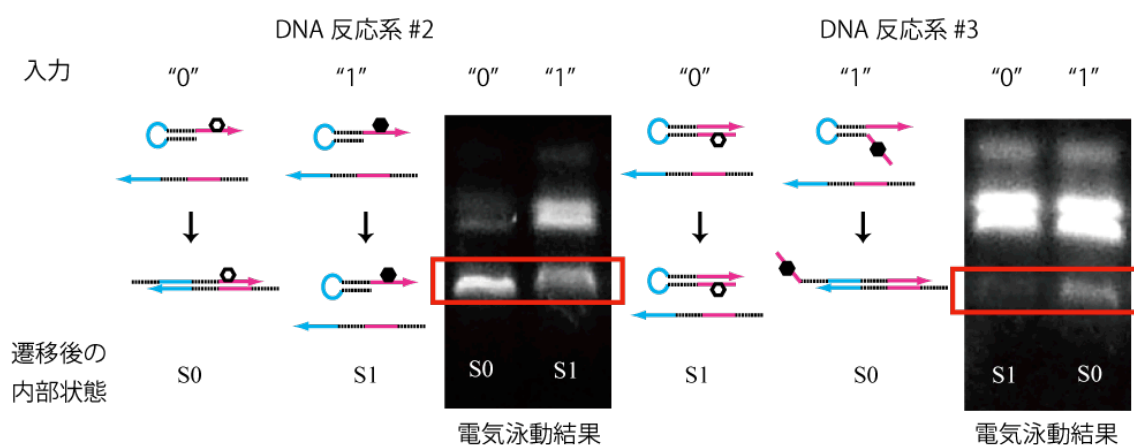 DNA 反応系 #2
DNA 反応系 #3
入力
“0”
“1”
“0”
“1”
“0”
“1”
“0”
“1”
遷移後の
内部状態
S0
S1
S0
S1
S1
S0
S1
S0
電気泳動結果
電気泳動結果